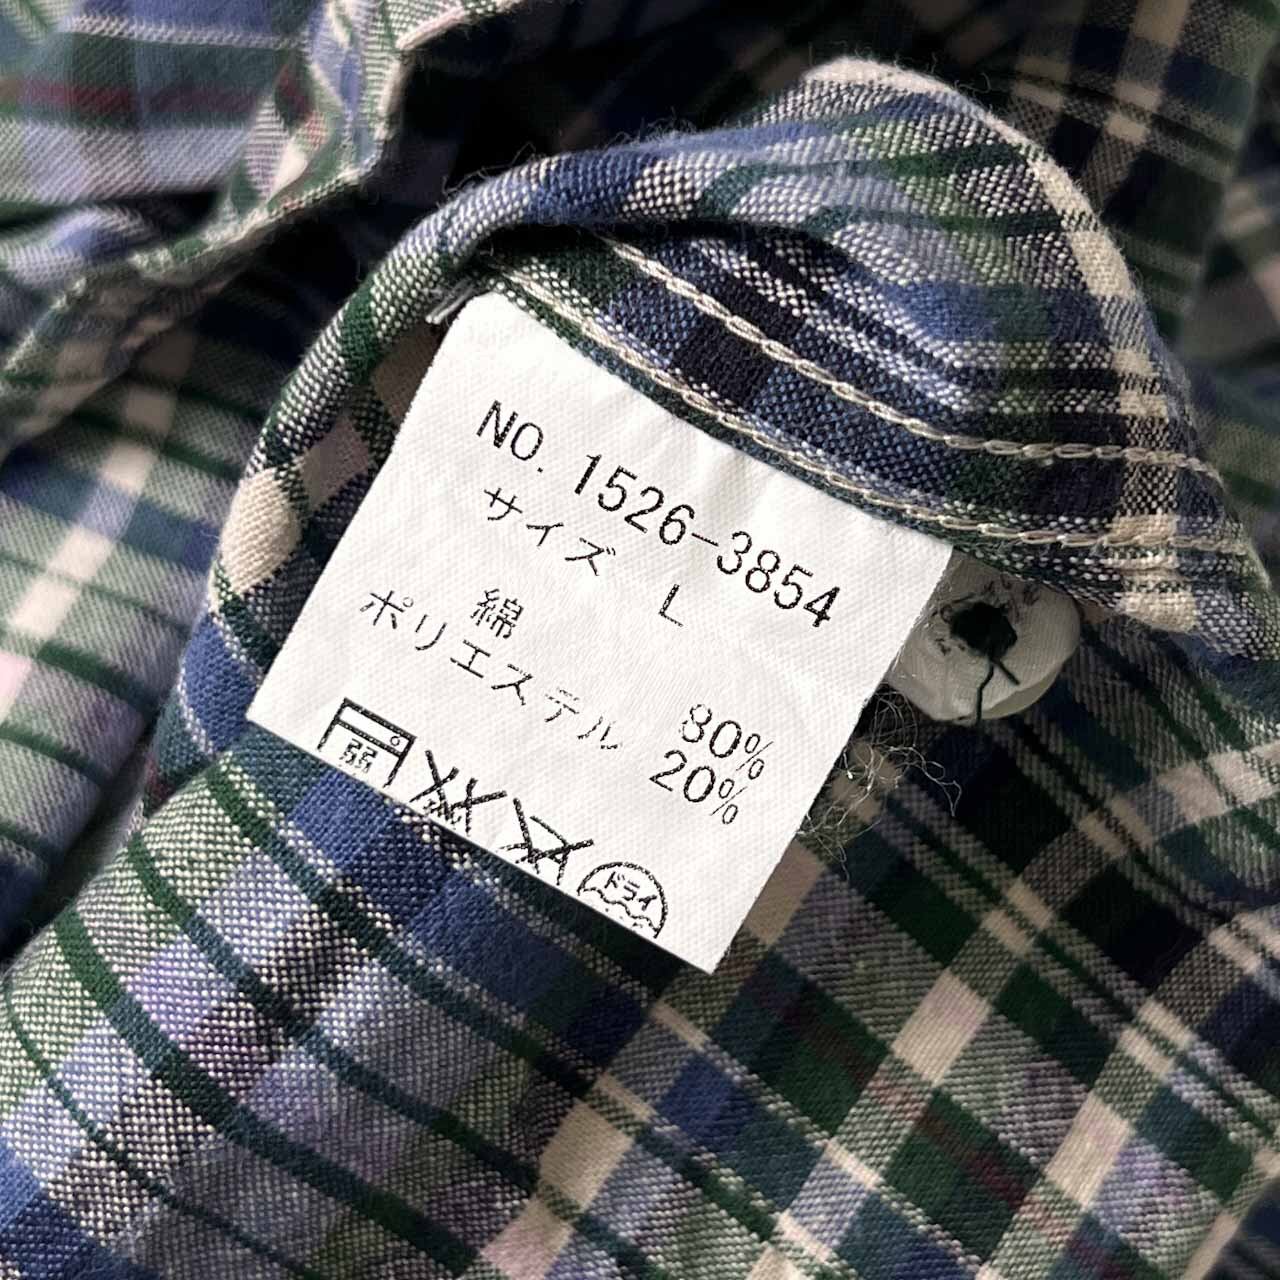 NO. 1526-3854
サイズ L
綿 80%
ポリエステル 20%
弱
ドライ